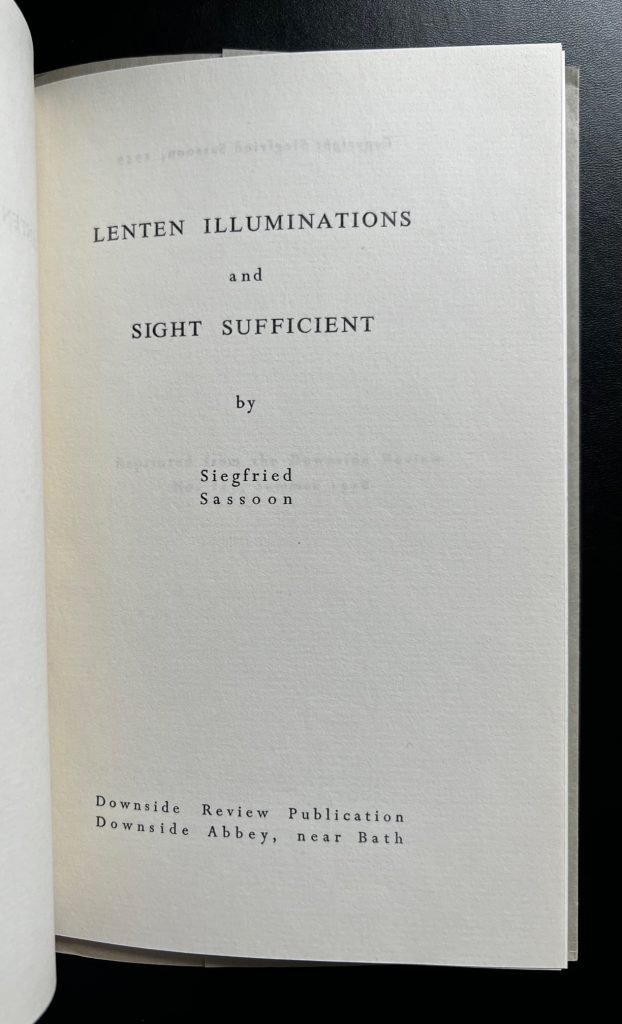 LENTEN ILLUMINATIONS
and
SIGHT SUFFICIENT
by
Siegfried
Sassoon
Downside Review Publication
Downside Abbey, near Bath